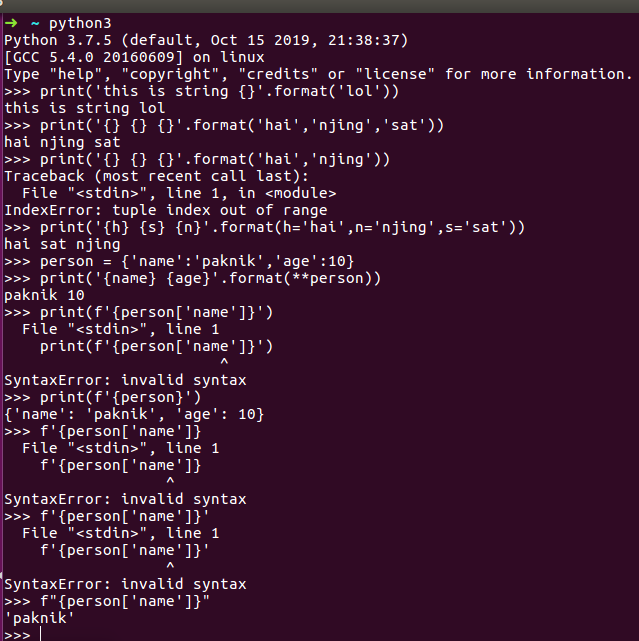 ➜  ~ python3
Python 3.7.5 (default, Oct 15 2019, 21:38:37)
[GCC 5.4.0 20160609] on linux
Type "help", "copyright", "credits" or "license" for more information.
>>> print('this is string {}'.format('lol'))
this is string lol
>>> print('{} {} {}'.format('hai','njing','sat'))
hai njing sat
>>> print('{} {} {}'.format('hai','njing'))
Traceback (most recent call last):
  File "<stdin>", line 1, in <module>
IndexError: tuple index out of range
>>> print('{h} {s} {n}'.format(h='hai',n='njing',s='sat'))
hai sat njing
>>> person = {'name':'paknik','age':10}
>>> print('{name} {age}'.format(**person))
paknik 10
>>> print(f'{person['name']}')
  File "<stdin>", line 1
    print(f'{person['name']}')
                        ^
SyntaxError: invalid syntax
>>> print(f'{person}')
{'name': 'paknik', 'age': 10}
>>> f'{person['name']}
  File "<stdin>", line 1
    f'{person['name']}
                  ^
SyntaxError: invalid syntax
>>> f'{person['name']}'
  File "<stdin>", line 1
    f'{person['name']}'
                  ^
SyntaxError: invalid syntax
>>> f"{person['name']}"
'paknik'
>>>